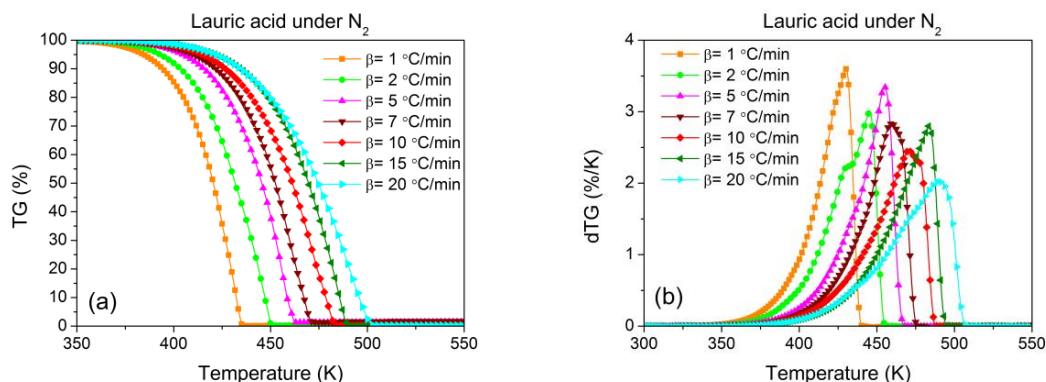 Lauric acid under N2
100
90
80
70
60
50
40
30
20
10
0
TG (%)
β= 1 °C/min
β= 2 °C/min
β= 5 °C/min
β= 7 °C/min
β= 10 °C/min
β= 15 °C/min
β= 20 °C/min
(a)
350 400 450 500 550
Temperature (K)
Lauric acid under N2
4
3
2
1
0
dTG (%/K)
β= 1 °C/min
β= 2 °C/min
β= 5 °C/min
β= 7 °C/min
β= 10 °C/min
β= 15 °C/min
β= 20 °C/min
(b)
300 400 450 500 550
Temperature (K)